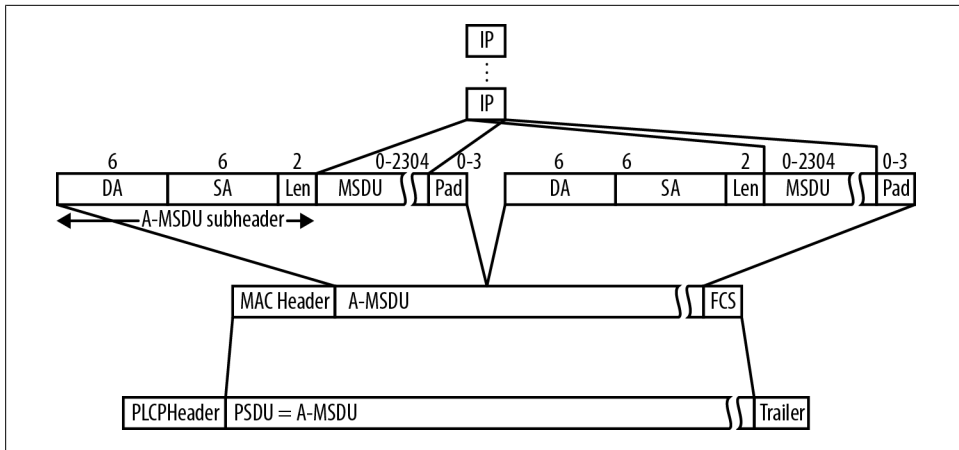 IP
IP
6 6 2 0-2304 0-3 6 6 2 0-2304 0-3
DA SA Len MSDU Pad DA SA Len MSDU Pad
A-MSDU subheader
MAC Header A-MSDU FCS
PLCPHeader PSDU = A-MSDU Trailer